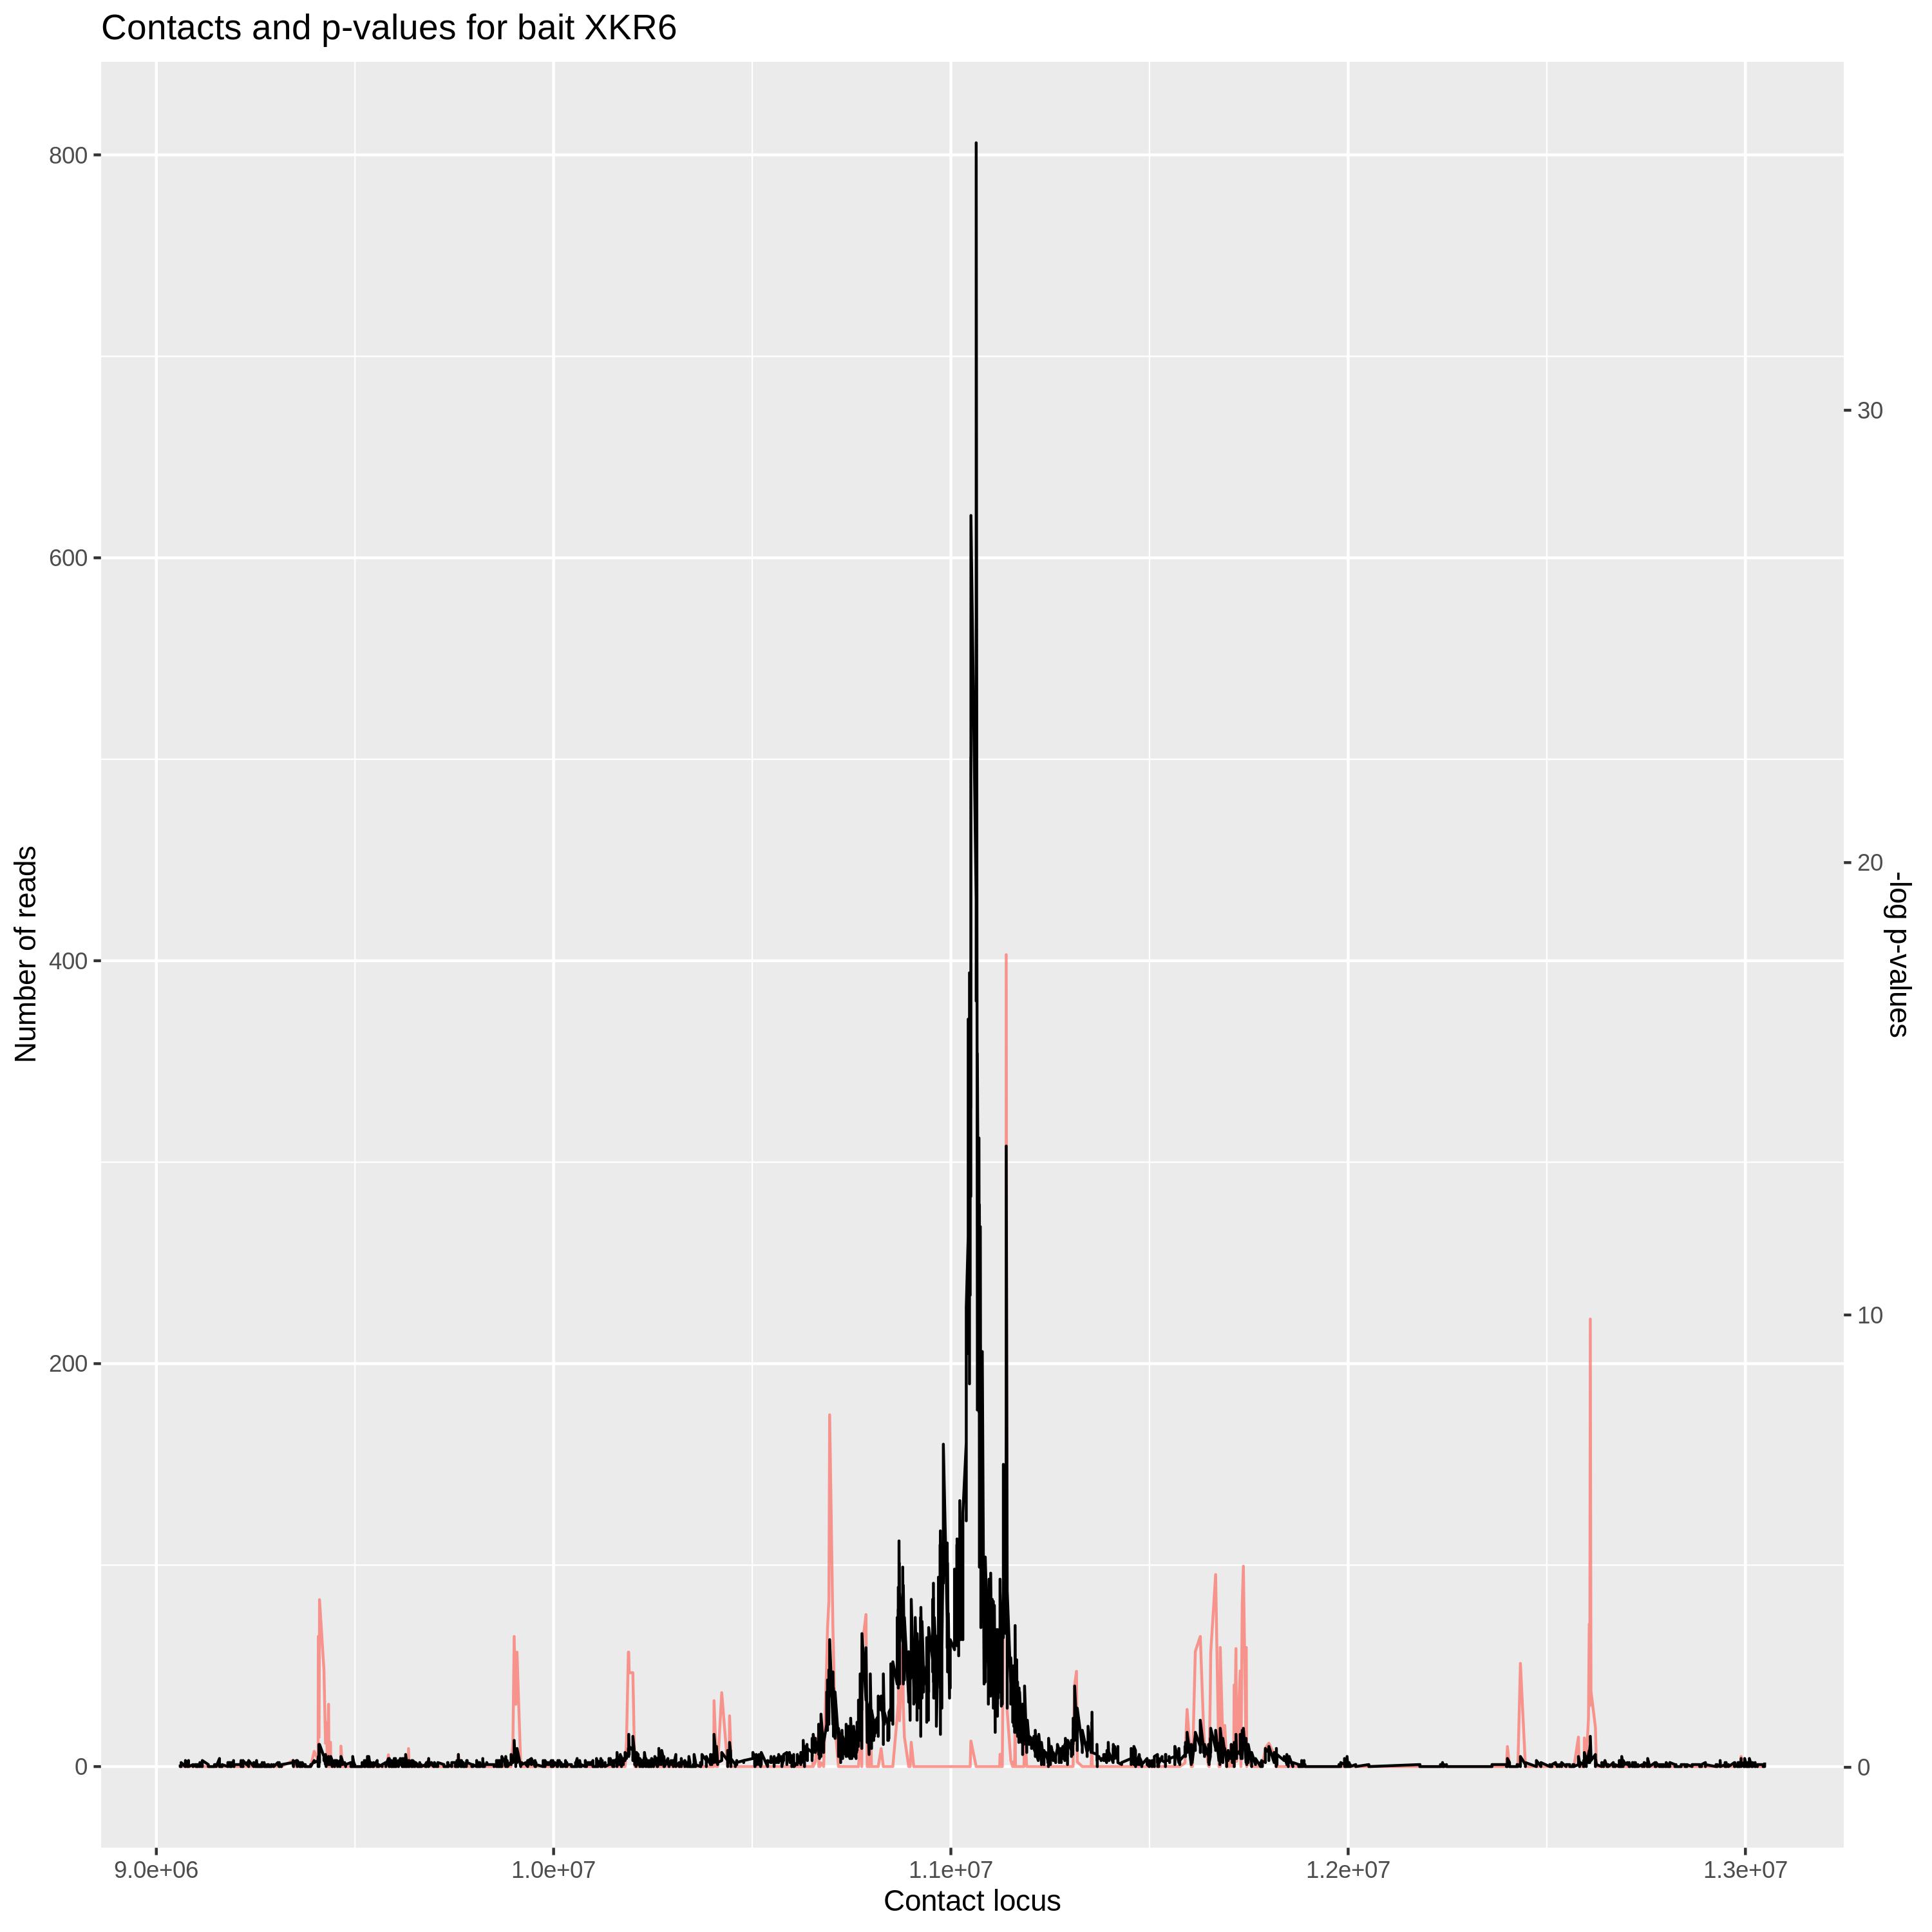 Contacts and p-values for bait XKR6
800
600
400
200
0
Number of reads
30
20
10
0
-log p-values
9.0e+06
1.0e+07
1.1e+07
1.2e+07
1.3e+07
Contact locus